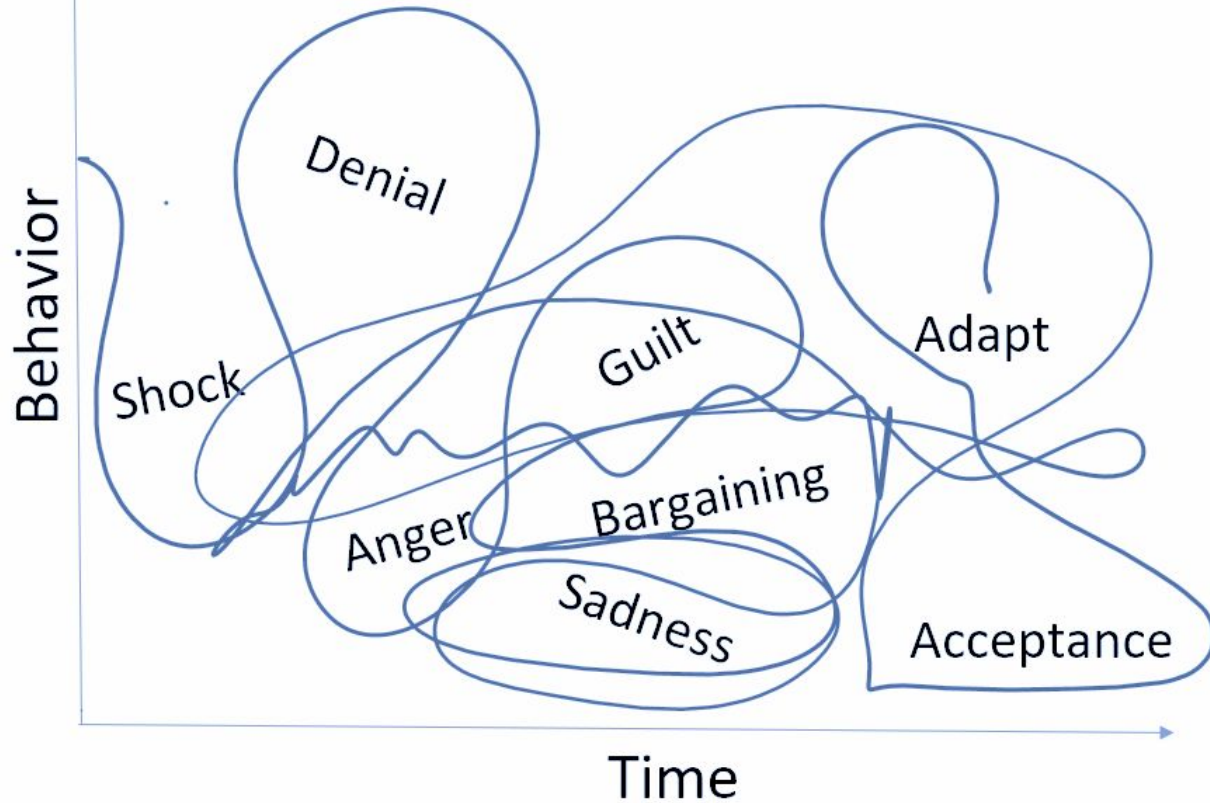 Denial
Behavior
Guilt
Adapt
Shock
Bargaining
Anger
Sadness
Acceptance
Time